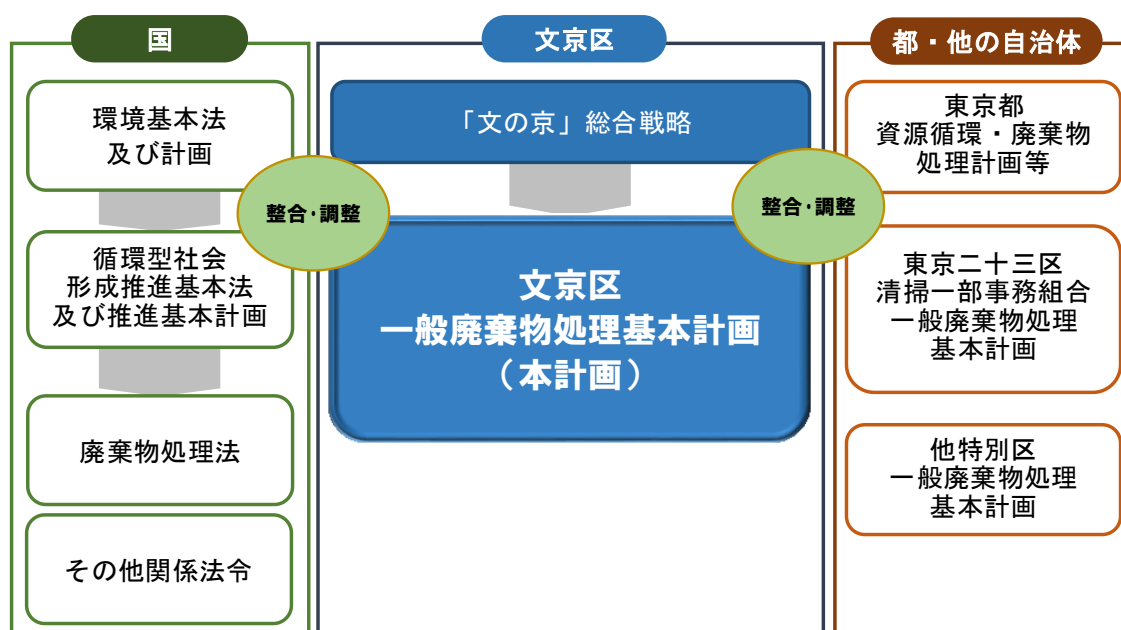 国
環境基本法
及び計画
循環型社会
形成推進基本法
及び推進基本計画
廃棄物処理法
その他関係法令
整合・調整
文京区
「文の京」総合戦略
文京区
一般廃棄物処理基本計画
（本計画）
整合・調整
都・他の自治体
東京都
資源循環・廃棄物
処理計画等
東京二十三区
清掃一部事務組合
一般廃棄物処理
基本計画
他特別区
一般廃棄物処理
基本計画